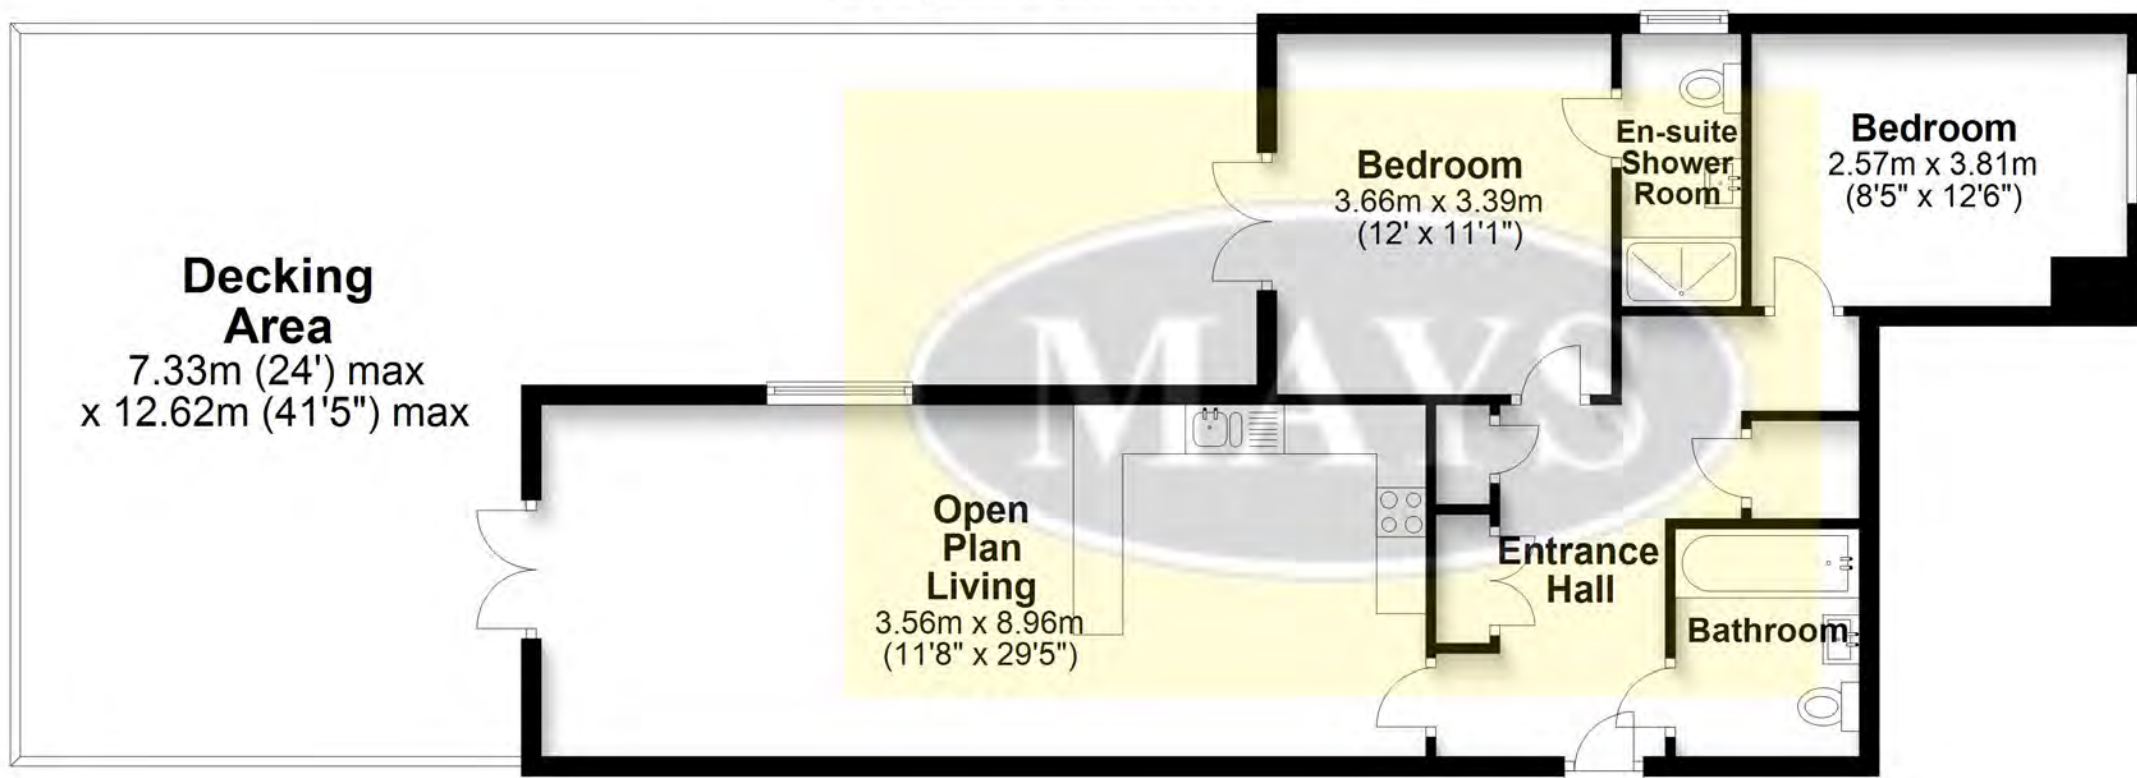 Decking
Area
7.33m (24') max
x 12.62m (41'5") max
Bedroom
3.66m x 3.39m
(12' x 11'1")
En-suite
Shower
Room
Bedroom
2.57m x 3.81m
(8'5" x 12'6")
MAYS
Open
Plan
Living
3.56m x 8.96m
(11'8" x 29'5")
Entrance
Hall
Bathroom